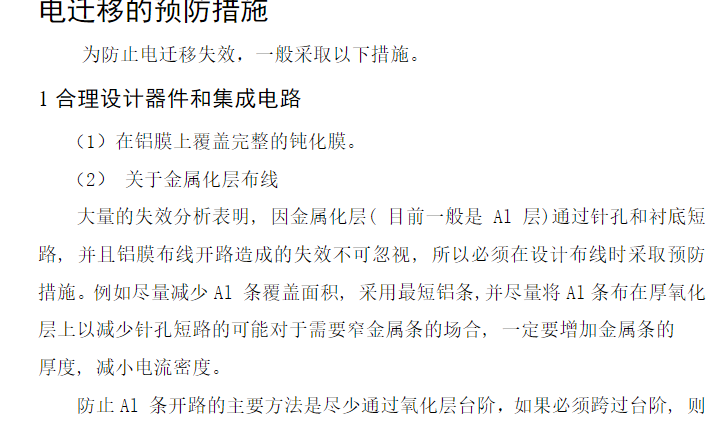 电迁移的预防措施
为防止电迁移失效，一般采取以下措施。
1 合理设计器件和集成电路
（1）在铝膜上覆盖完整的钝化膜。
（2） 关于金属化层布线
大量的失效分析表明, 因金属化层( 目前一般是 Al 层)通过针孔和衬底短
路, 并且铝膜布线开路造成的失效不可忽视, 所以必须在设计布线时采取预防
措施。例如尽量减少Al 条覆盖面积, 采用最短铝条,并尽量将Al条布在厚氧化
层上以减少针孔短路的可能对于需要窄金属条的场合, 一定要增加金属条的
厚度, 减小电流密度。
防止Al 条开路的主要方法是尽少通过氧化层台阶，如果必须跨过台阶, 则